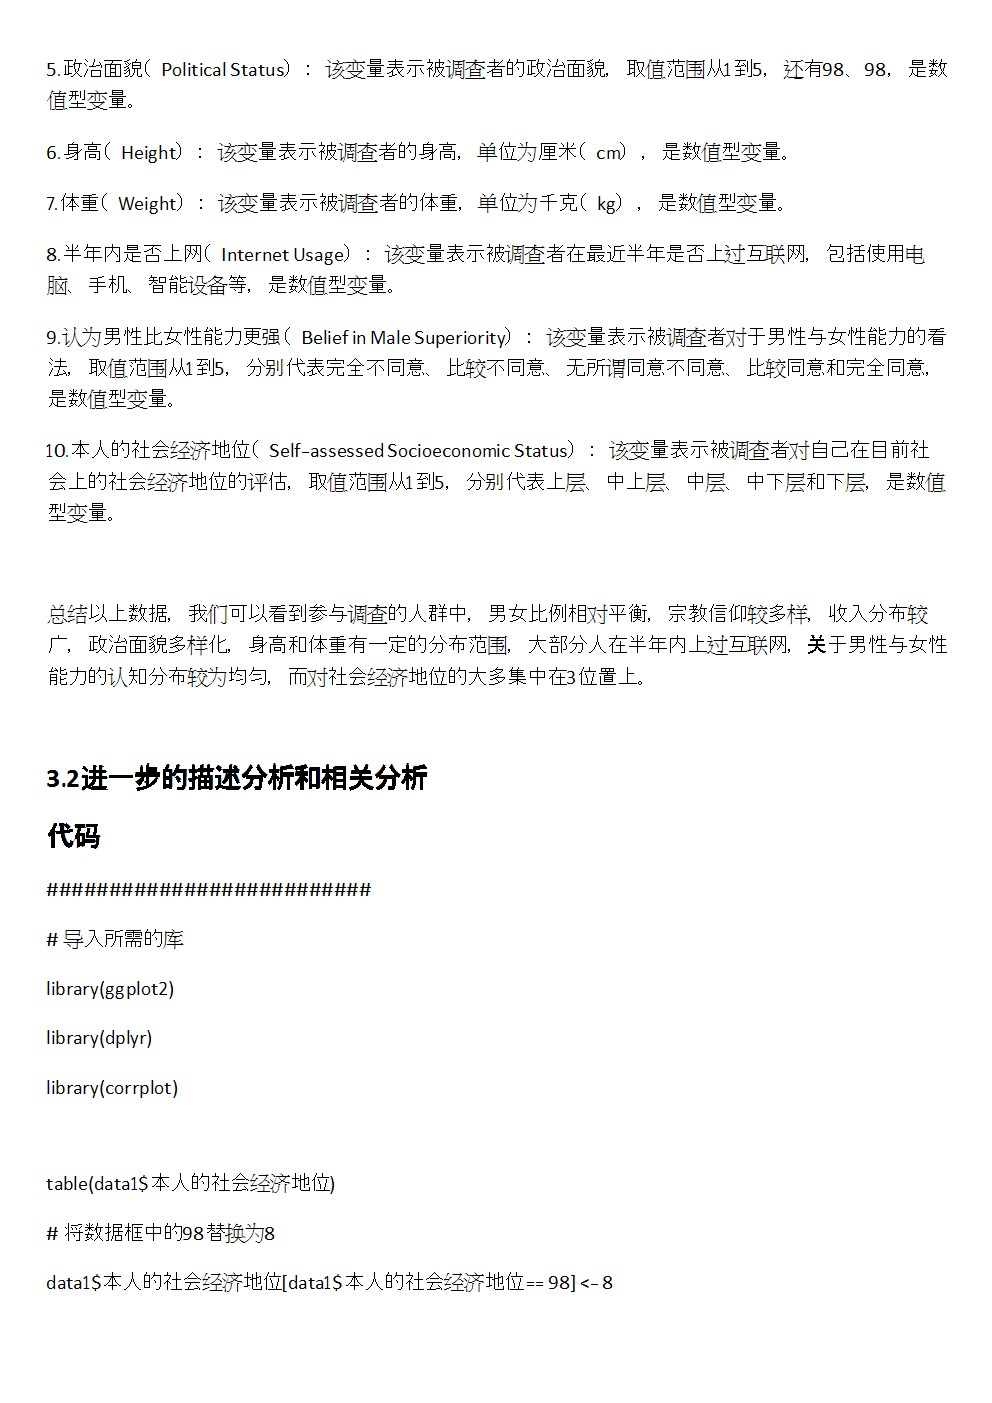 5.政治面貌（Political Status）：该变量表示被调查者的政治面貌，取值范围从1到5，还有98、98，是数
值型变量。
6.身高（Height）：该变量表示被调查者的身高，单位为厘米（cm），是数值型变量。
7.体重（Weight）：该变量表示被调查者的体重，单位为千克（kg），是数值型变量。
8.半年内是否上网（Internet Usage）：该变量表示被调查者在最近半年是否上过互联网，包括使用电
脑、手机、智能设备等，是数值型变量。
9.认为男性比女性能力更强（Belief in Male Superiority）：该变量表示被调查者对于男性与女性能力的看
法，取值范围从1到5，分别代表完全不同意、比较不同意、无所谓同意不同意、比较同意和完全同意，
是数值型变量。
10.本人的社会经济地位（Self-assessed Socioeconomic Status）：该变量表示被调查者对自己在目前社
会上的社会经济地位的评估，取值范围从1到5，分别代表上层、中上层、中层、中下层和下层，是数值
型变量。
总结以上数据，我们可以看到参与调查的人群中，男女比例相对平衡，宗教信仰较多样，收入分布较
广，政治面貌多样化，身高和体重有一定的分布范围，大部分人在半年内上过互联网，关于男性与女性
能力的认知分布较为均匀，而对社会经济地位的大多集中在3位置上。
3.2进一步的描述分析和相关分析
代码
##########################
# 导入所需的库
library(ggplot2)
library(dplyr)
library(corrplot)
table(data1$本人的社会经济地位)
# 将数据框中的98替换为8
data1$本人的社会经济地位[data1$本人的社会经济地位== 98] <- 8